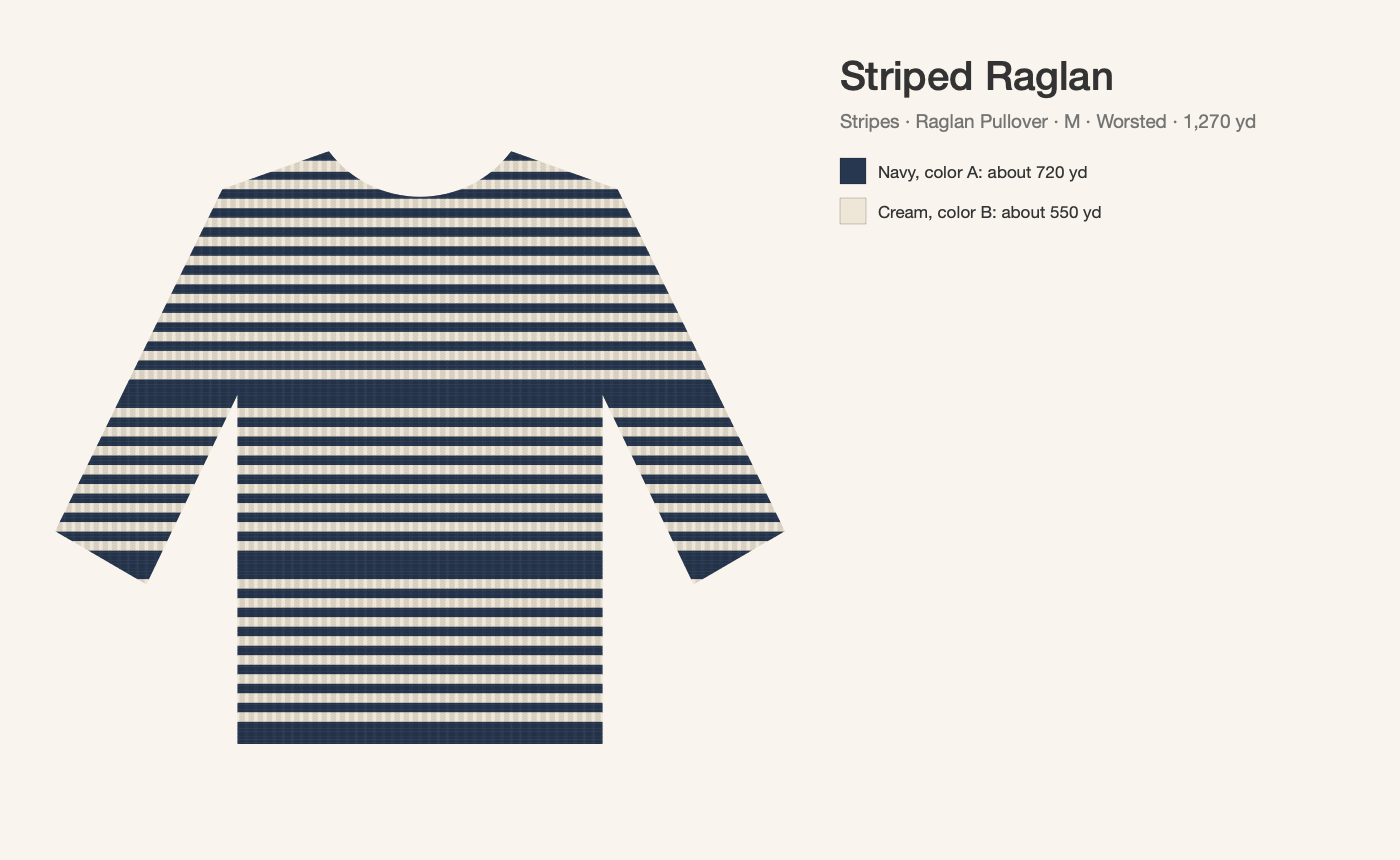 Striped Raglan
Stripes · Raglan Pullover · M · Worsted · 1,270 yd
Navy, color A: about 720 yd
Cream, color B: about 550 yd